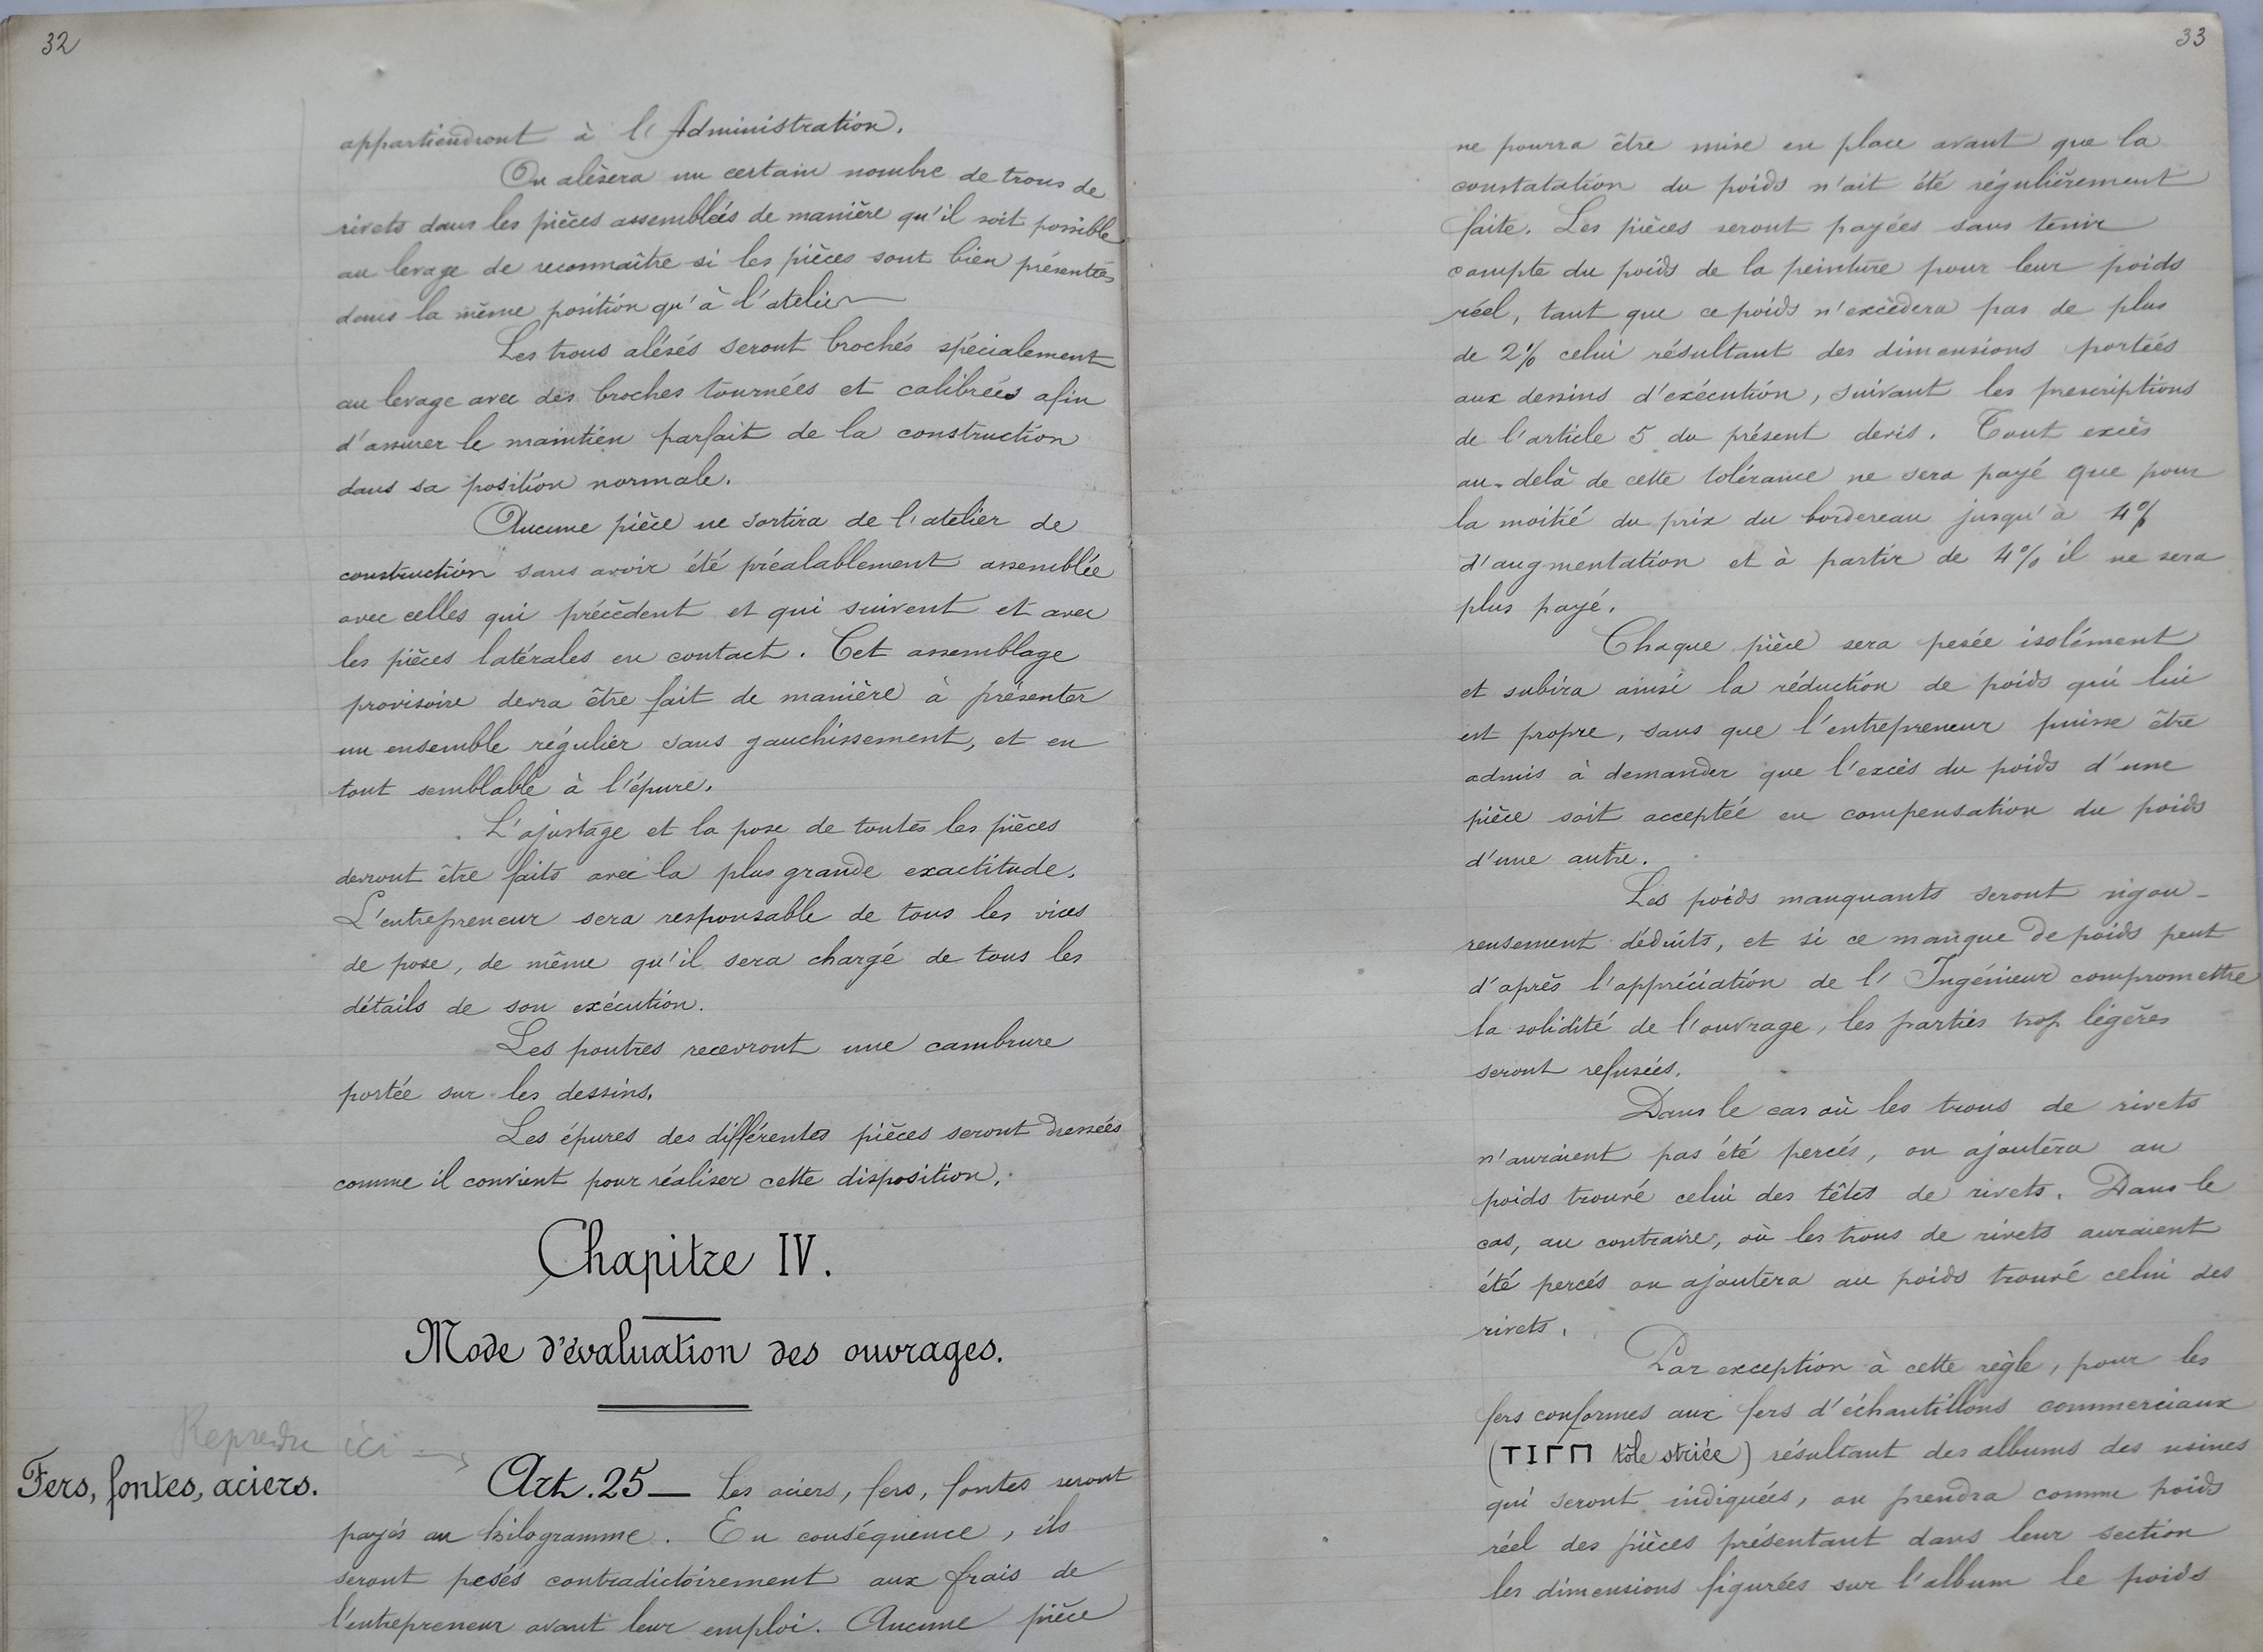 32
appartiendront à l'Administration.
On alèsera un certain nombre de trous de
rivets dans les pièces assemblées de manière qu'il soit possible
au levage de reconnaître si les pièces sont bien présentées
dans la même position qu'à l'atelier
Les trous alésés seront brochés spécialement
au levage avec des broches tournées et calibrées afin
d'assurer le maintien parfait de la construction
dans sa position normale.
Aucune pièce ne sortira de l'atelier de
construction sans avoir été préalablement assemblée
avec celles qui précèdent et qui suivent et avec
les pièces latérales en contact. Cet assemblage
provisoire devra être fait de manière à présenter
un ensemble régulier sans gauchissement, et en
tout semblable à l'épure.
L'ajustage et la pose de toutes les pièces
devront être faits avec la plus grande exactitude.
L'entrepreneur sera responsable de tous les vices
de pose, de même qu'il sera chargé de tous les
détails de son exécution.
Les poutres recevront une cambrure
portée sur les dessins.
Les épures des différentes pièces seront dressées
comme il convient pour réaliser cette disposition.
Chapitre IV.
Mode d'évaluation des ouvrages.
Reprendre ici →
Fers, fontes, aciers.
Art. 25 — Les aciers, fers, fontes seront
payés au kilogramme. En conséquence, ils
seront pesés contradictoirement aux frais de
l'entrepreneur avant leur emploi. Aucune pièce
33
ne pourra être mise en place avant que la
constatation du poids n'ait été régulièrement
faite. Les pièces seront payées sans tenir
compte du poids de la peinture pour leur poids
réel, tant que ce poids n'excèdera pas de plus
de 2% celui résultant des dimensions portées
aux dessins d'exécution, suivant les prescriptions
de l'article 5 du présent devis. Tout excès
au-delà de cette tolérance ne sera payé que pour
la moitié du prix du bordereau jusqu'à 4%
d'augmentation et à partir de 4% il ne sera
plus payé.
Chaque pièce sera pesée isolément
et subira ainsi la réduction de poids qui lui
est propre, sans que l'entrepreneur puisse être
admis à demander que l'excès du poids d'une
pièce soit acceptée en compensation du poids
d'une autre.
Les poids manquants seront rigou-
reusement déduits, et si ce manque de poids peut
d'après l'appréciation de l'Ingénieur compromettre
la solidité de l'ouvrage, les parties trop légères
seront refusées.
Dans le cas où les trous de rivets
n'auraient pas été percés, on ajoutera au
poids trouvé celui des têtes de rivets. Dans le
cas, au contraire, où les trous de rivets auraient
été percés on ajoutera au poids trouvé celui des
rivets.
Par exception à cette règle, pour les
fers conformes aux fers d'échantillons commerciaux
(TIΓΠ tôle striée) résultant des albums des usines
qui seront indiquées, on prendra comme poids
réel des pièces présentant dans leur section
les dimensions figurées sur l'album le poids